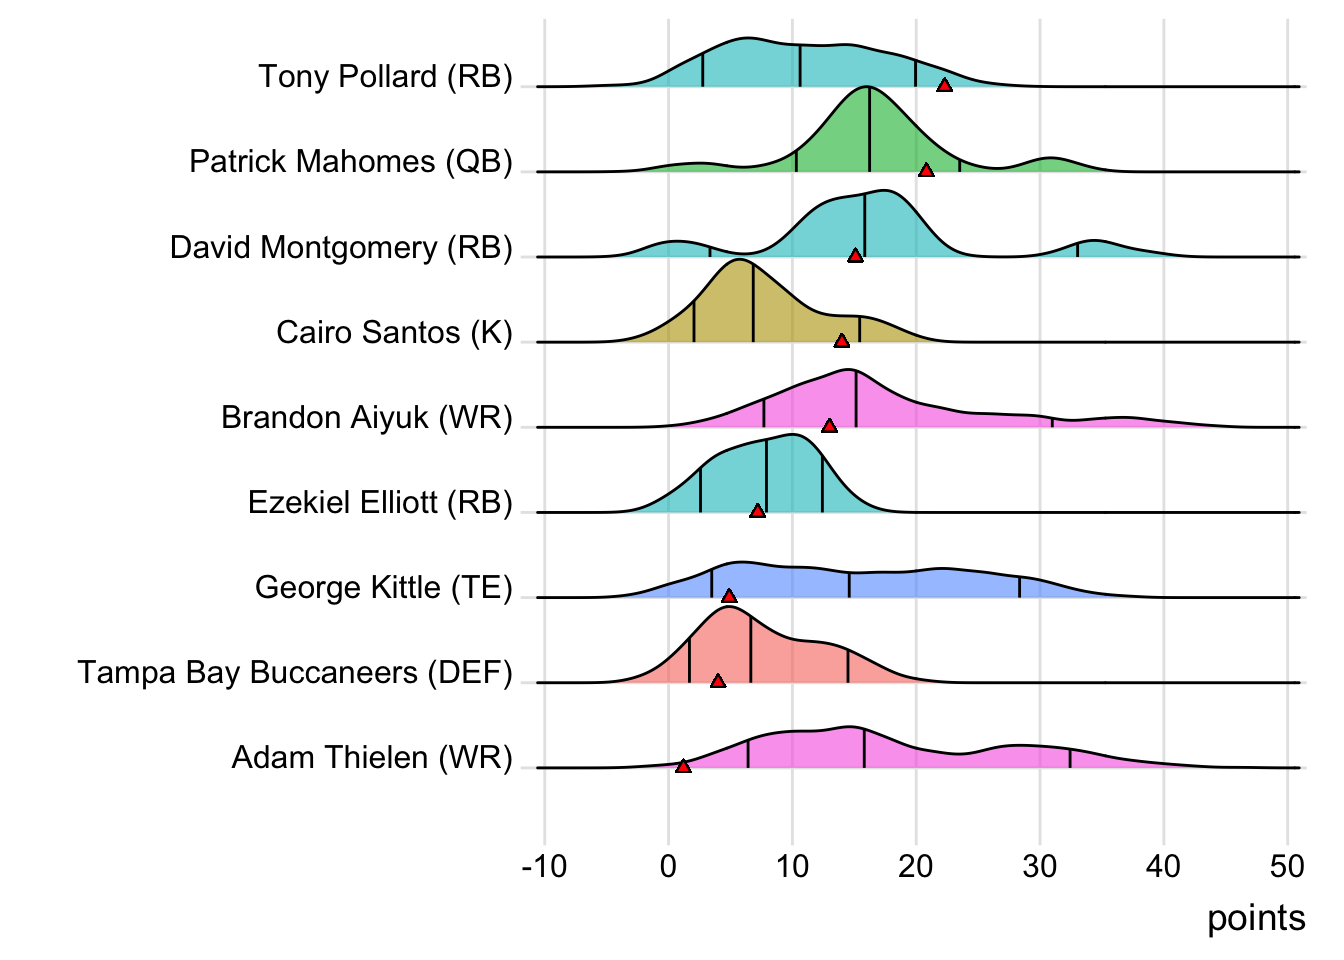 Tony Pollard (RB)
Patrick Mahomes (QB)
David Montgomery (RB)
Cairo Santos (K)
Brandon Aiyuk (WR)
Ezekiel Elliott (RB)
George Kittle (TE)
Tampa Bay Buccaneers (DEF)
Adam Thielen (WR)
-10 0 10 20 30 40 50
points